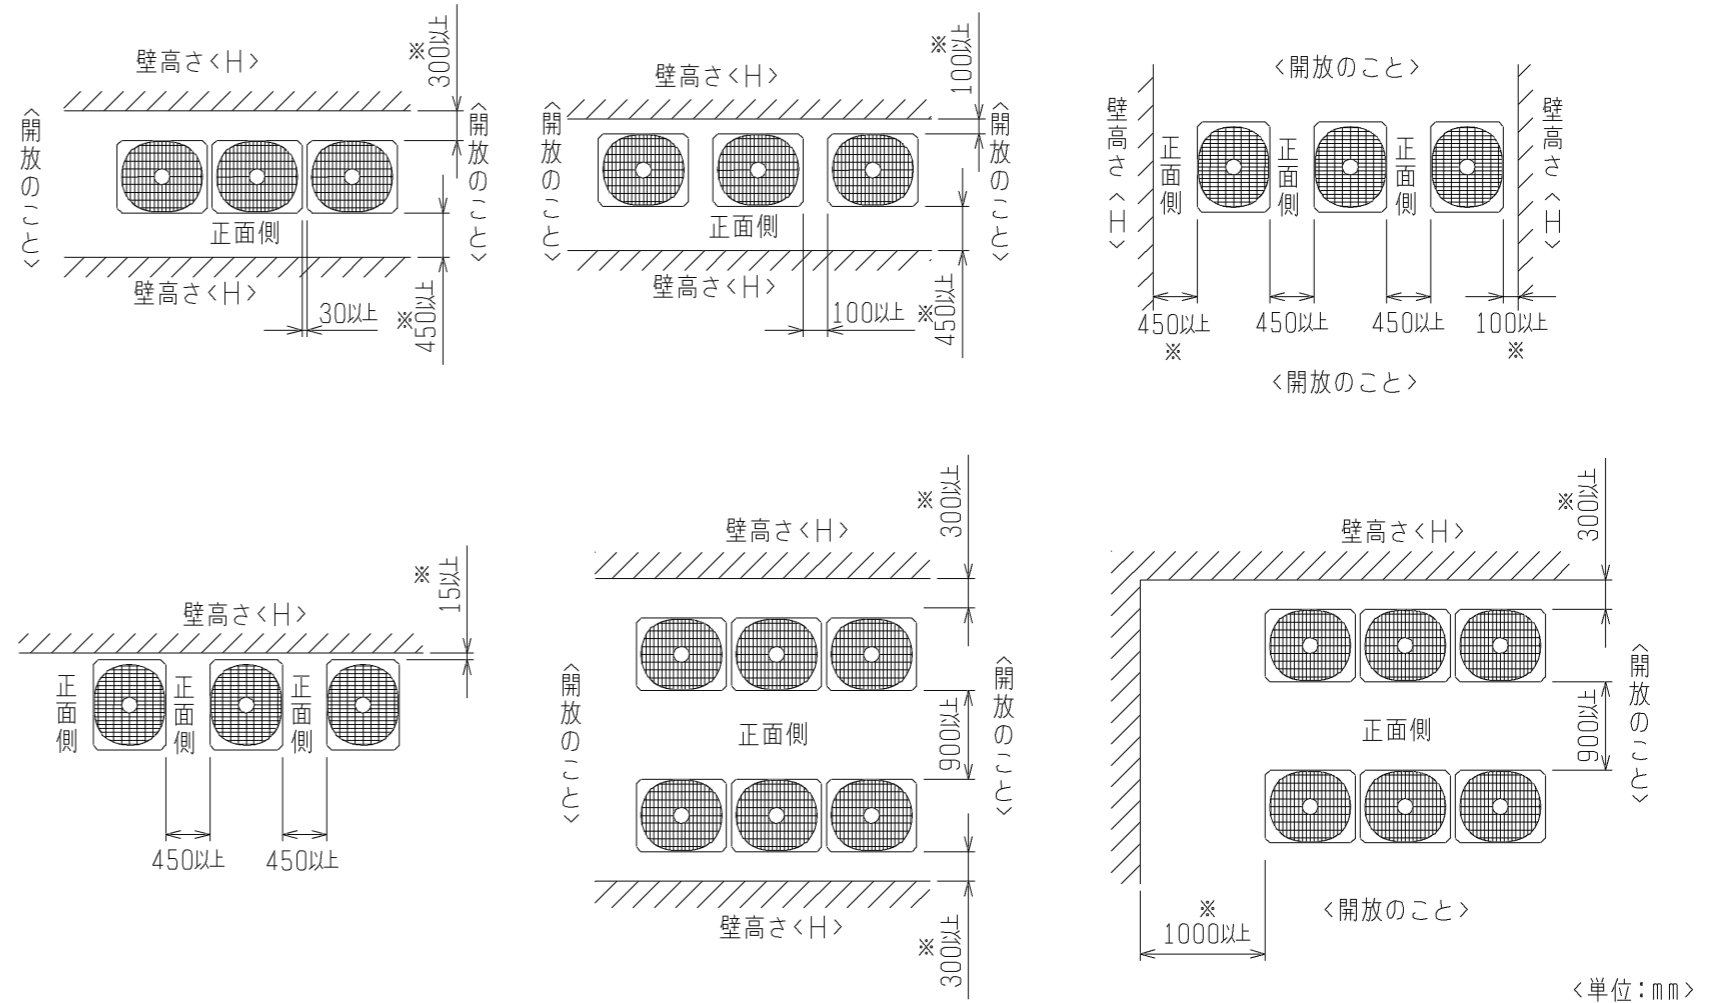 壁高さ<H>
※
300以上
<開放のこと>
<開放のこと>
正面側
壁高さ<H>
30以上
※
450以上
壁高さ<H>
※
100以上
<開放のこと>
<開放のこと>
正面側
壁高さ<H>
100以上
※
450以上
<開放のこと>
壁高さ<H>
正面側
正面側
正面側
壁高さ<H>
450以上
※
450以上
450以上
100以上
※
<開放のこと>
壁高さ<H>
※
15以上
正面側
正面側
正面側
450以上
450以上
壁高さ<H>
※
300以上
<開放のこと>
正面側
900以上
<開放のこと>
壁高さ<H>
※
300以上
壁高さ<H>
※
300以上
正面側
900以上
<開放のこと>
※
1000以上
<開放のこと>
<単位:mm>